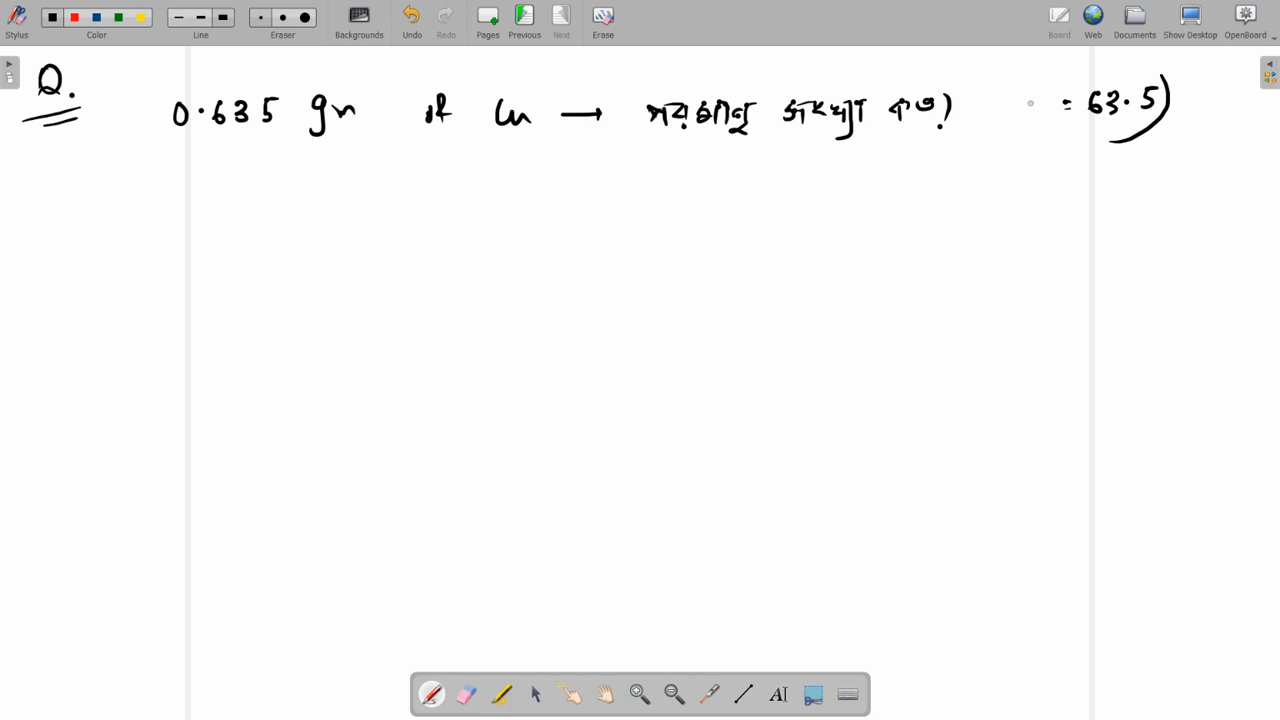 Stylus Color Line Eraser Backgrounds Undo Redo Pages Previous Next Erase Board Web Documents Show Desktop OpenBoard
Q. 0.635 gm of Cu → পরমাণু সংখ্যা কত? = 63.5)